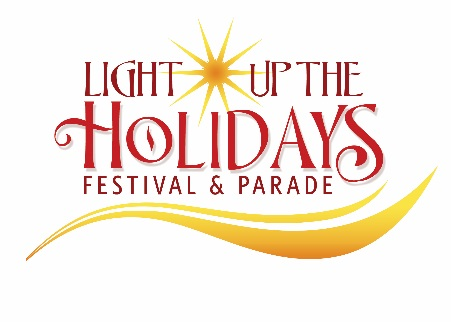 LIGHT UP THE
HOLIDAYS
FESTIVAL & PARADE